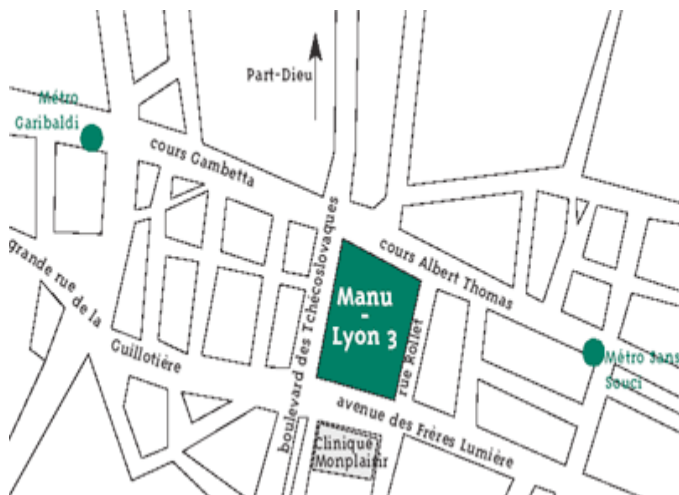 Part-Dieu
Métro
Garibaldi
cours Gambetta
boulevard des Tchécoslovaques
cours Albert Thomas
grande rue de la Guillotière
Manu
-
Lyon 3
rue Rollet
Métro Sans
Souci
avenue des Frères Lumière
Clinique
Monplaisir